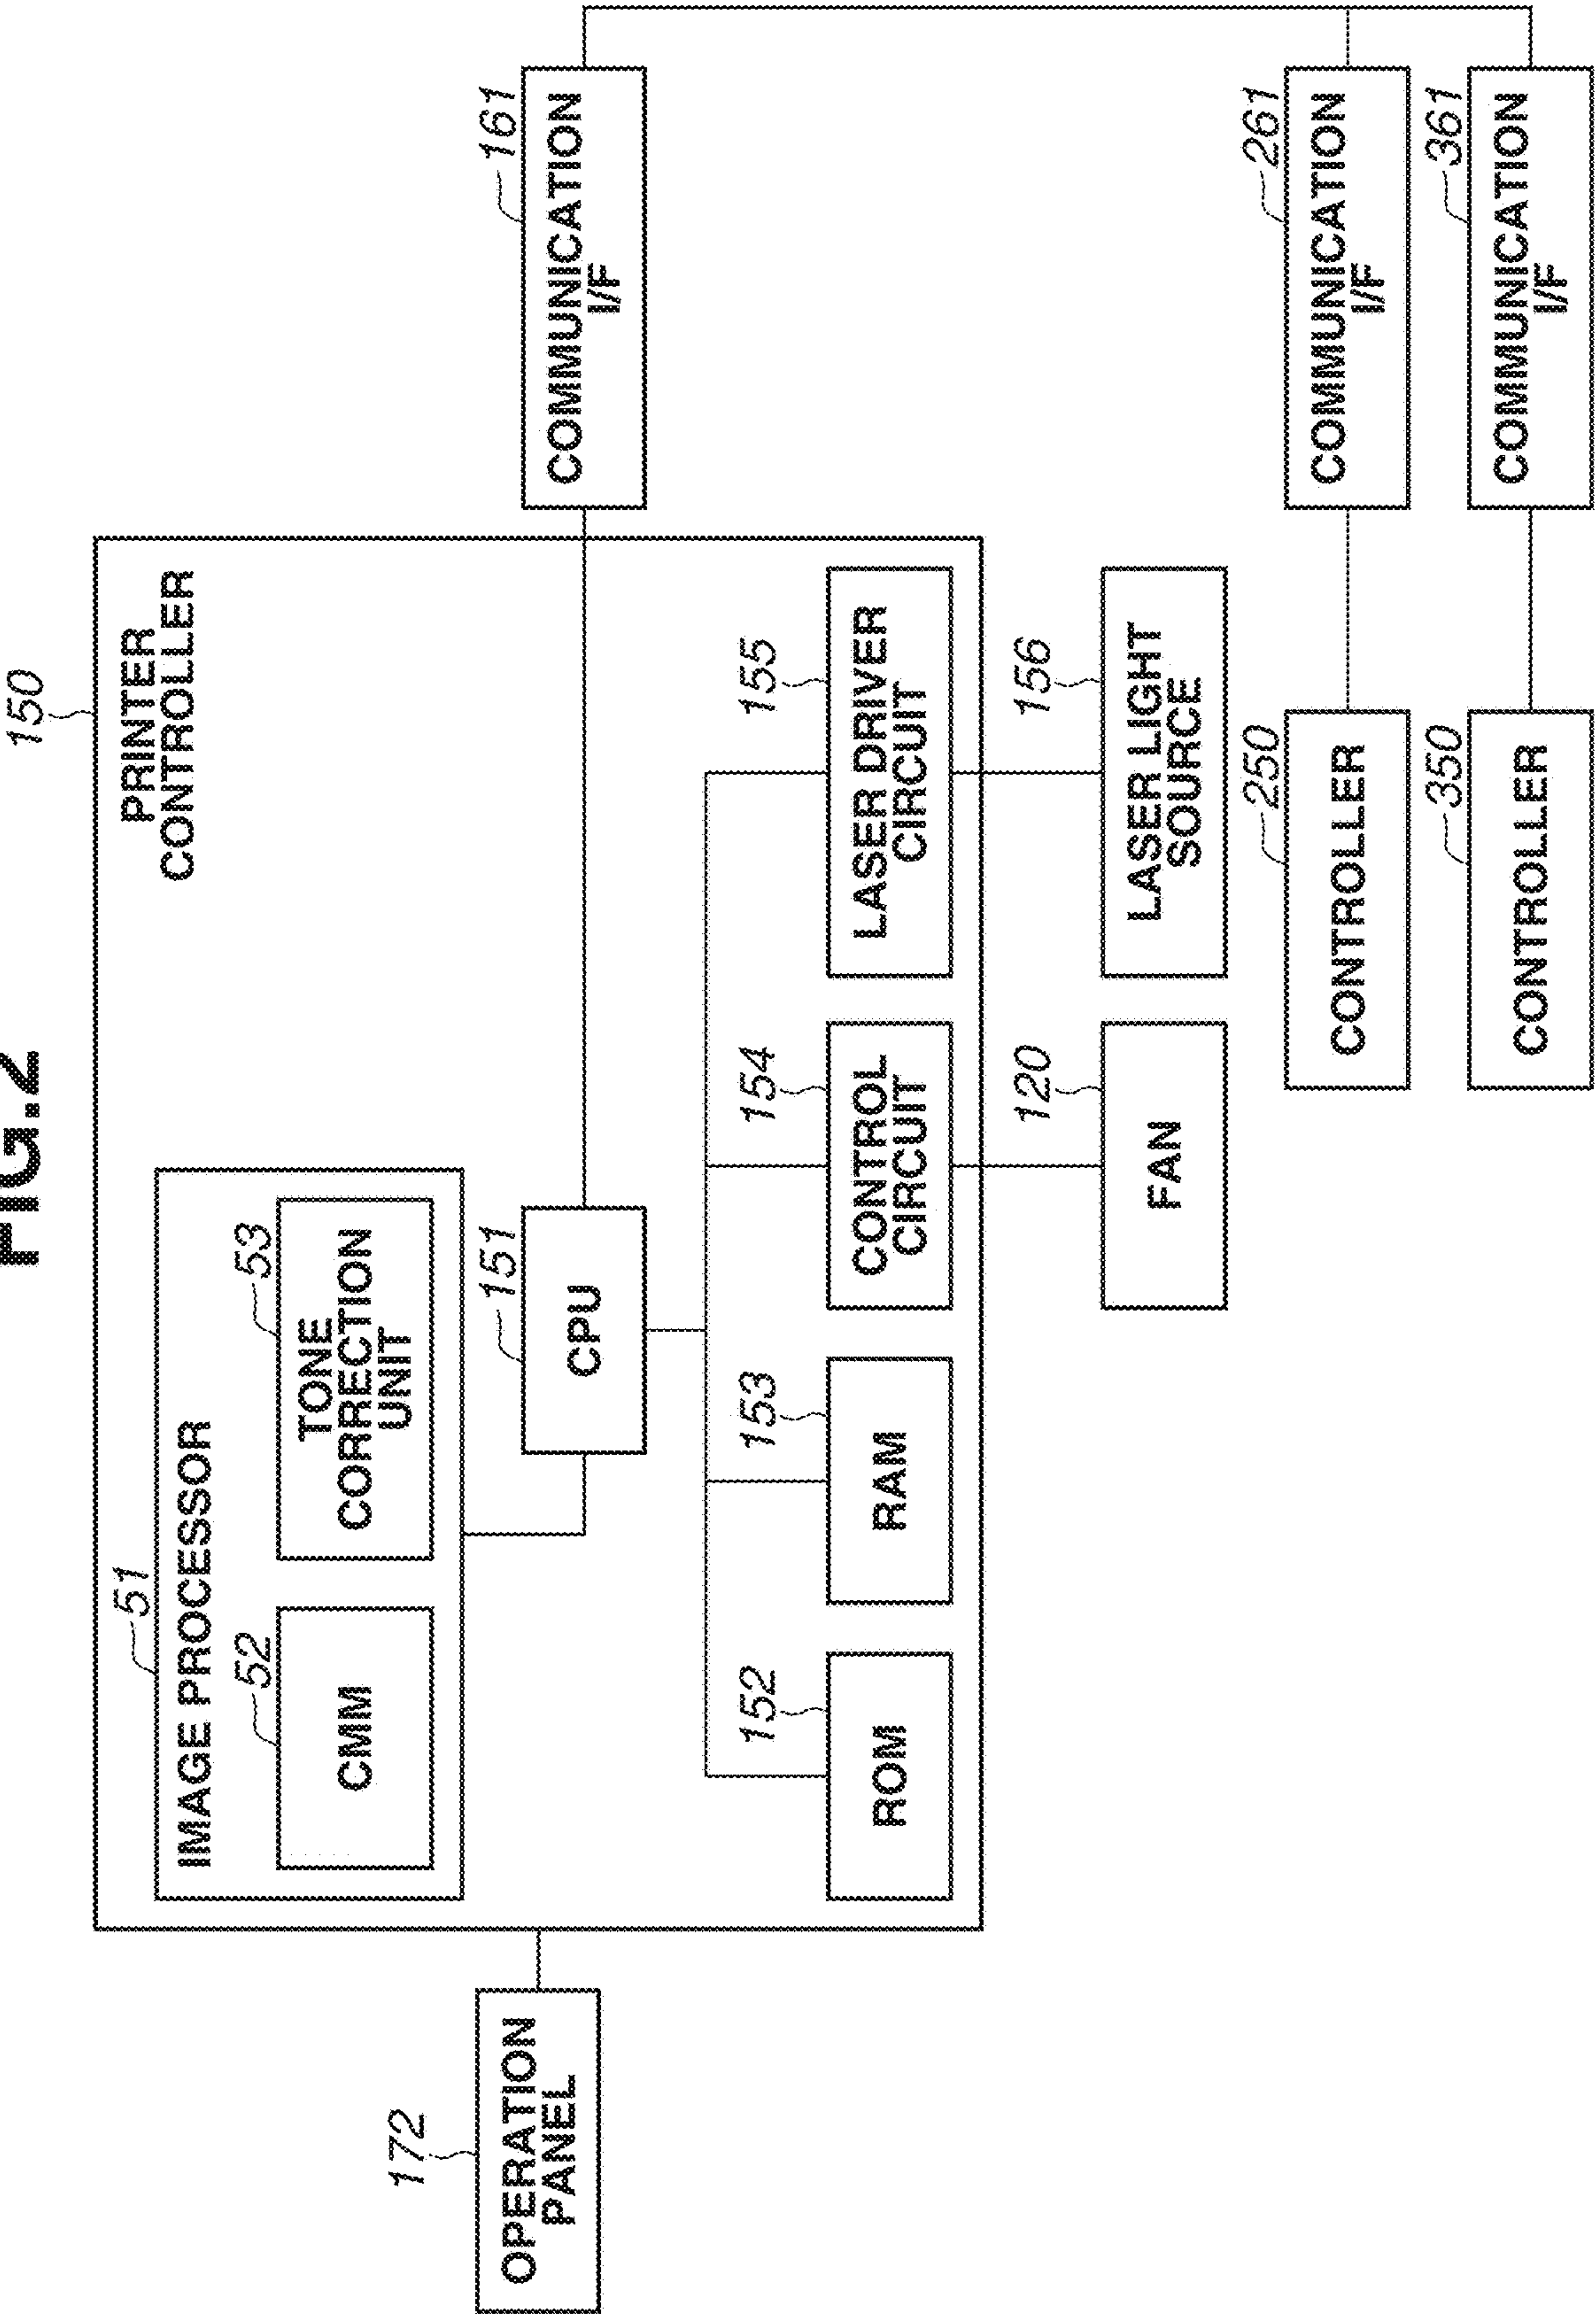 FIG.2
150
PRINTER
CONTROLLER
51
IMAGE PROCESSOR
52
CMM
53
TONE
CORRECTION
UNIT
172
OPERATION
PANEL
151
CPU
161
COMMUNICATION
I/F
152
ROM
153
RAM
154
CONTROL
CIRCUIT
155
LASER DRIVER
CIRCUIT
120
FAN
156
LASER LIGHT
SOURCE
250
CONTROLLER
261
COMMUNICATION
I/F
350
CONTROLLER
361
COMMUNICATION
I/F